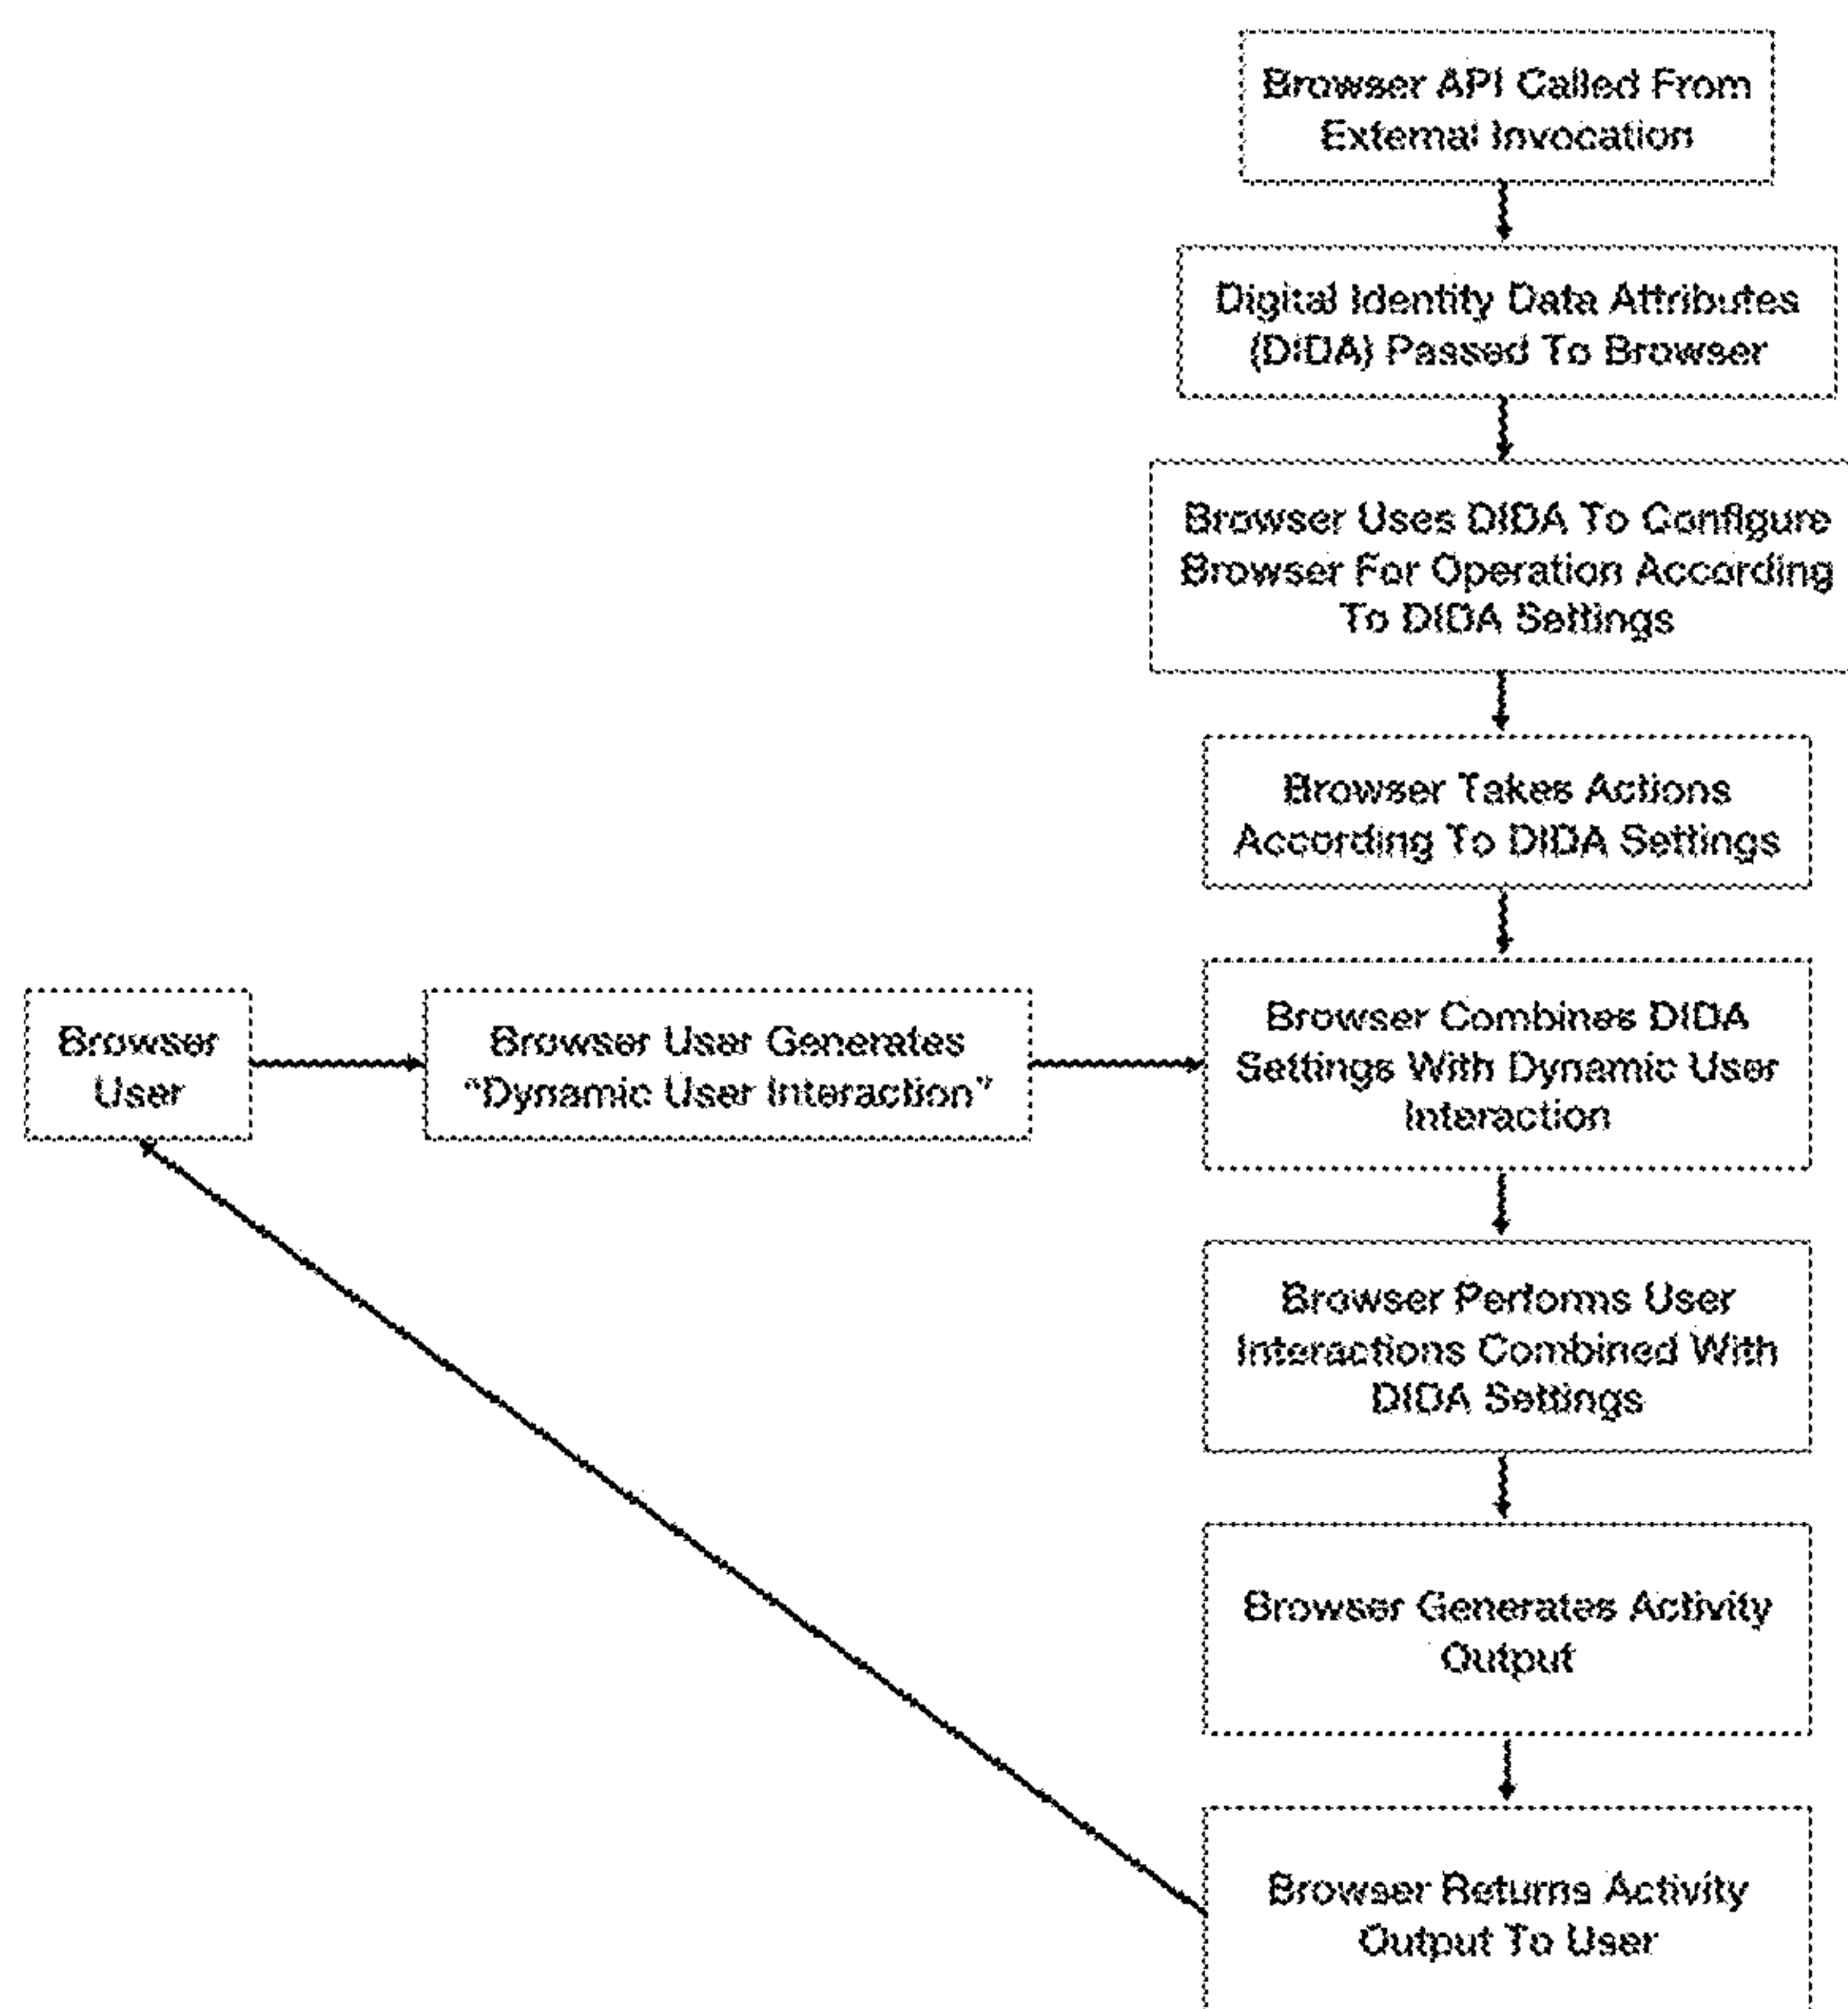 Browser API Called From
External Invocation
Digital Identity Data Attributes
(DIDA) Passed To Browser
Browser Uses DIDA To Configure
Browser For Operation According
To DIDA Settings
Browser Takes Actions
According To DIDA Settings
Browser
User
Browser User Generates
“Dynamic User Interaction”
Browser Combines DIDA
Settings With Dynamic User
Interaction
Browser Performs User
Interactions Combined With
DIDA Settings
Browser Generates Activity
Output
Browser Returns Activity
Output To User